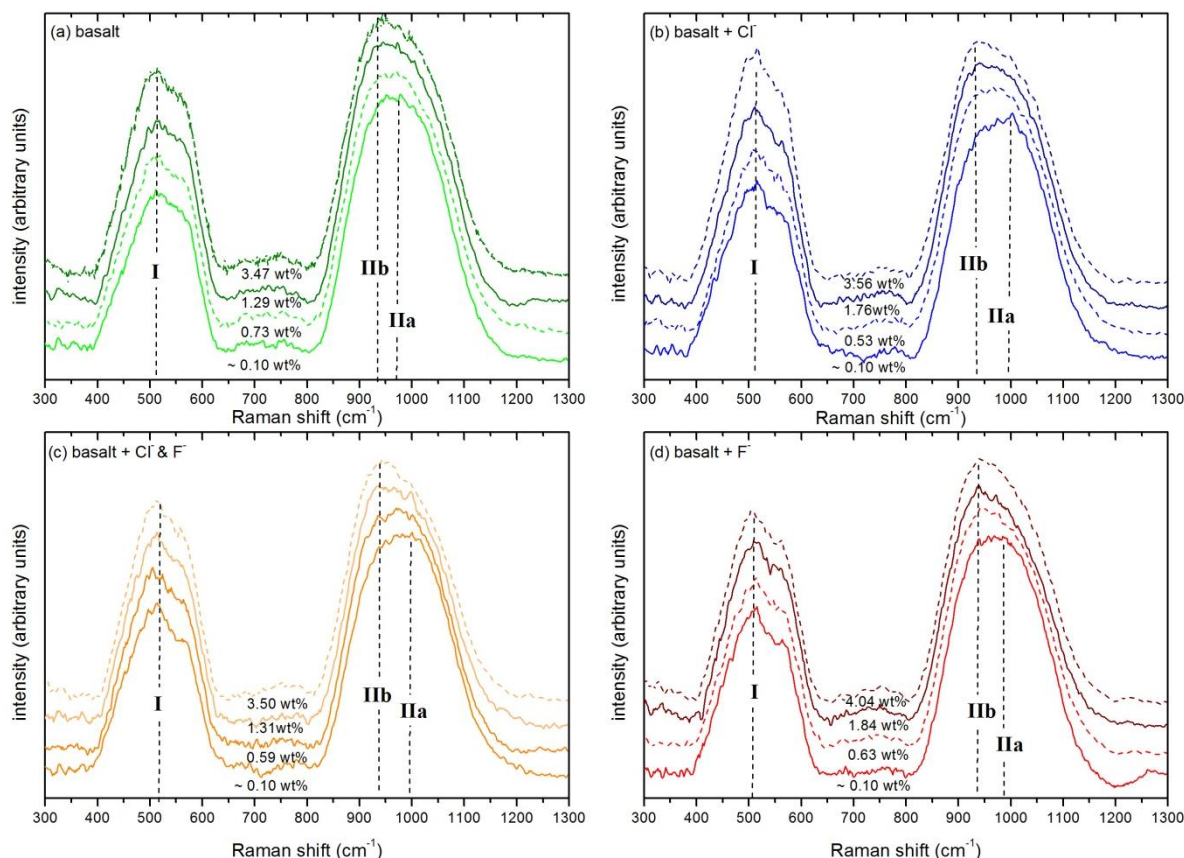 (a) basalt
intensity (arbitrary units)
I
IIb
IIa
3.47 wt%
1.29 wt%
0.73 wt%
~ 0.10 wt%
300 400 500 600 700 800 900 1000 1100 1200 1300
Raman shift (cm⁻¹)
(b) basalt + Cl⁻
intensity (arbitrary units)
I
IIb
IIa
3.56 wt%
1.76wt%
0.53 wt%
~ 0.10 wt%
300 400 500 600 700 800 900 1000 1100 1200 1300
Raman shift (cm⁻¹)
(c) basalt + Cl⁻ & F⁻
intensity (arbitrary units)
I
IIb
IIa
3.50 wt%
1.31wt%
0.59 wt%
~ 0.10 wt%
300 400 500 600 700 800 900 1000 1100 1200 1300
Raman shift (cm⁻¹)
(d) basalt + F⁻
intensity (arbitrary units)
I
IIb
IIa
4.04 wt%
1.84 wt%
0.63 wt%
~ 0.10 wt%
300 400 500 600 700 800 900 1000 1100 1200 1300
Raman shift (cm⁻¹)